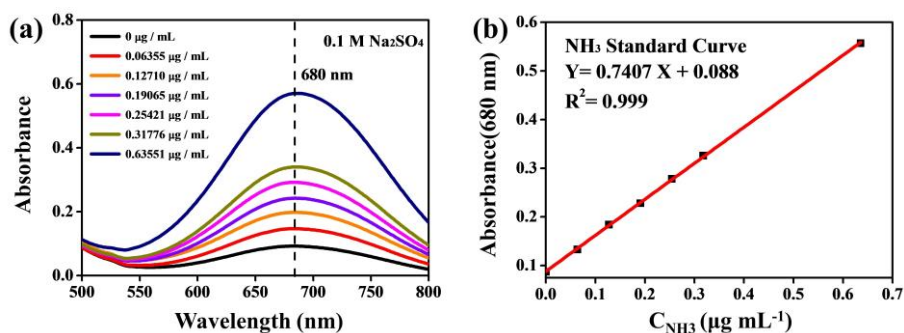 (a)
0.1 M Na₂SO₄
0 μg / mL
0.06355 μg / mL
0.12710 μg / mL
0.19065 μg / mL
0.25421 μg / mL
0.31776 μg / mL
0.63551 μg / mL
680 nm
Absorbance
0.8
0.6
0.4
0.2
0.0
500 550 600 650 700 750 800
Wavelength (nm)
(b)
NH₃ Standard Curve
Y= 0.7407 X + 0.088
R²= 0.999
Absorbance(680 nm)
0.6
0.5
0.4
0.3
0.2
0.1
0.0 0.1 0.2 0.3 0.4 0.5 0.6 0.7
C_NH3 (μg mL⁻¹)